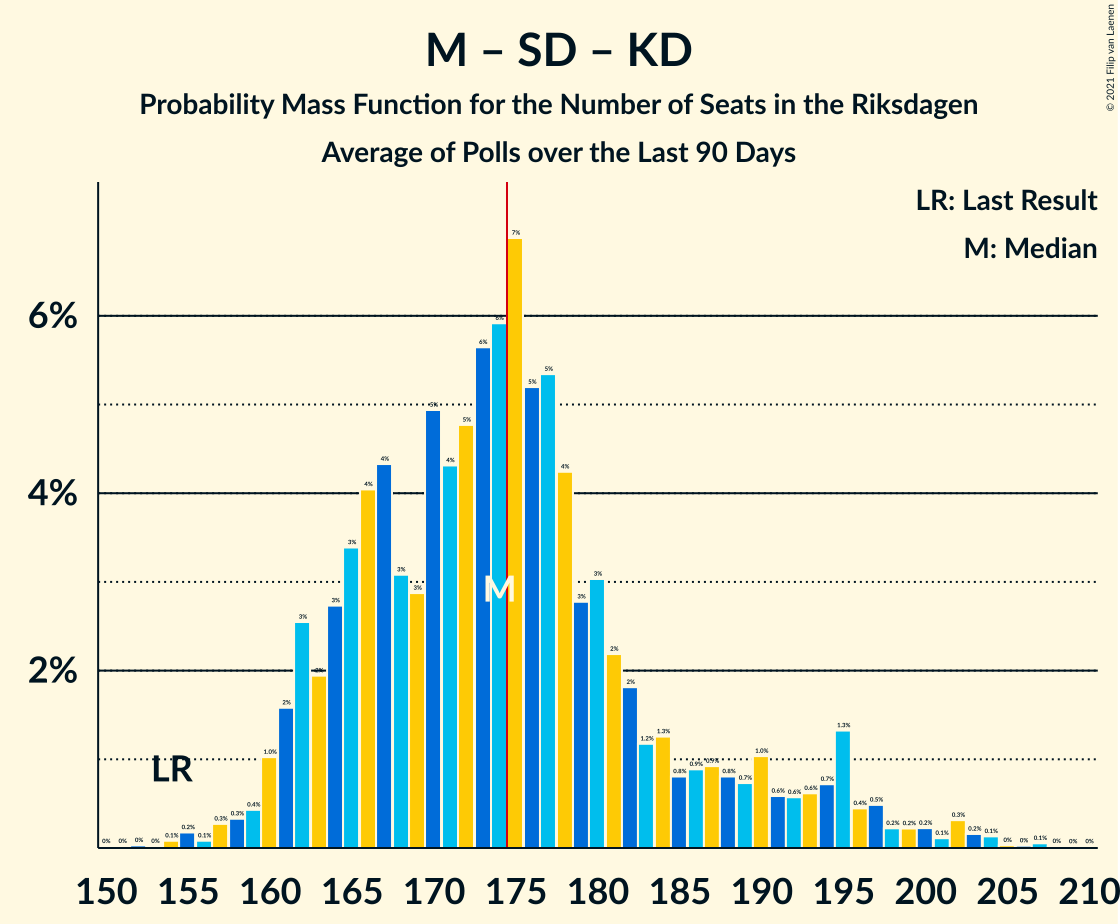 M – SD – KD
Probability Mass Function for the Number of Seats in the Riksdagen
Average of Polls over the Last 90 Days
© 2021 Filip van Laenen
LR: Last Result
M: Median
6%
4%
2%
LR
M
0% 0% 0% 0% 0.1% 0.2% 0.1% 0.3% 0.3% 0.4% 1.0% 2% 3% 2% 3% 3% 4% 4% 3% 3% 5% 4% 5% 6% 6% 7% 5% 5% 4% 3% 3% 2% 2% 1.2% 1.3% 0.8% 0.9% 0.9% 0.8% 0.7% 1.0% 0.6% 0.6% 0.6% 0.7% 1.3% 0.4% 0.5% 0.2% 0.2% 0.2% 0.1% 0.3% 0.2% 0.1% 0% 0% 0.1% 0% 0% 0%
150 155 160 165 170 175 180 185 190 195 200 205 210